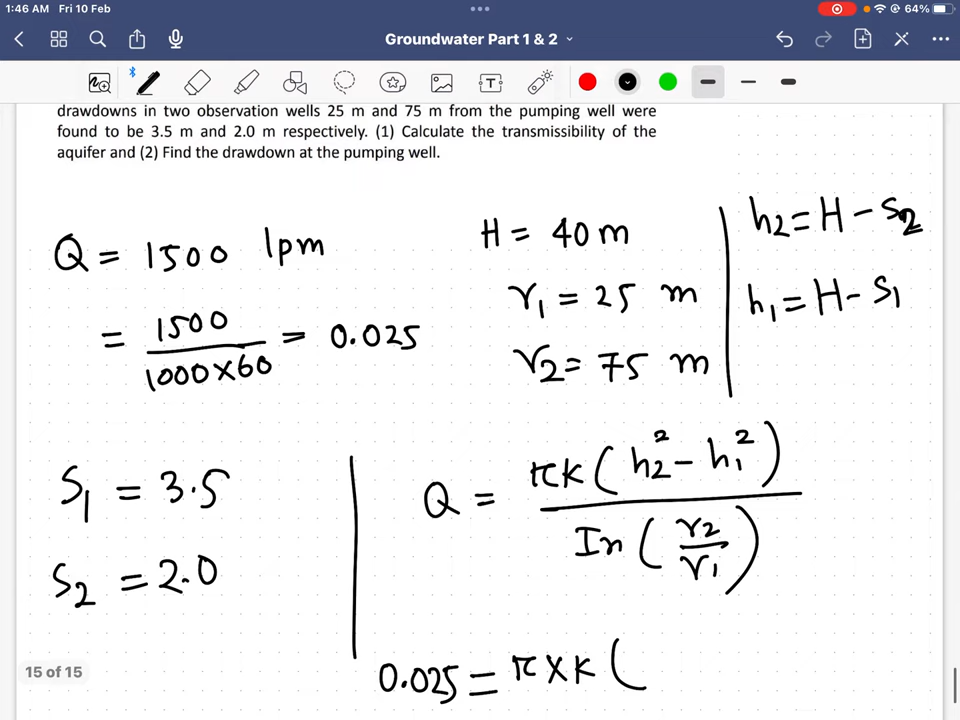 1:46 AM Fri 10 Feb
64%
Groundwater Part 1 & 2
drawdowns in two observation wells 25 m and 75 m from the pumping well were
found to be 3.5 m and 2.0 m respectively. (1) Calculate the transmissibility of the
aquifer and (2) Find the drawdown at the pumping well.
Q = 1500 lpm
= 1500 / 1000×60 = 0.025
H = 40 m
r1 = 25 m
r2 = 75 m
h2 = H - S2
h1 = H - S1
S1 = 3.5
S2 = 2.0
Q = πk ( h2² - h1² ) / In ( r2 / r1 )
0.025 = π × k (
15 of 15